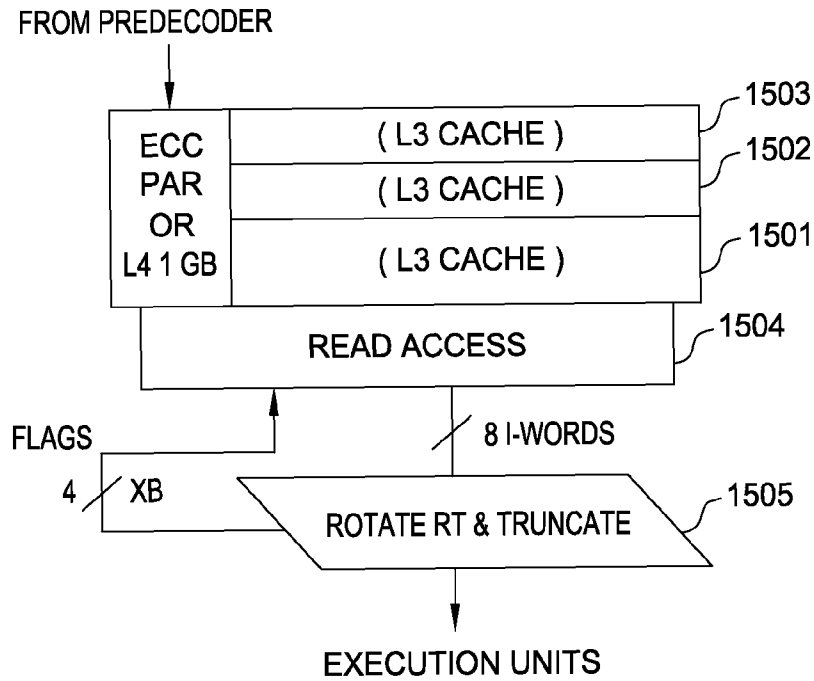 FROM PREDECODER
ECC
PAR
OR
L4 1 GB
( L3 CACHE )
1503
( L3 CACHE )
1502
( L3 CACHE )
1501
READ ACCESS
1504
FLAGS
4
XB
8 I-WORDS
ROTATE RT & TRUNCATE
1505
EXECUTION UNITS